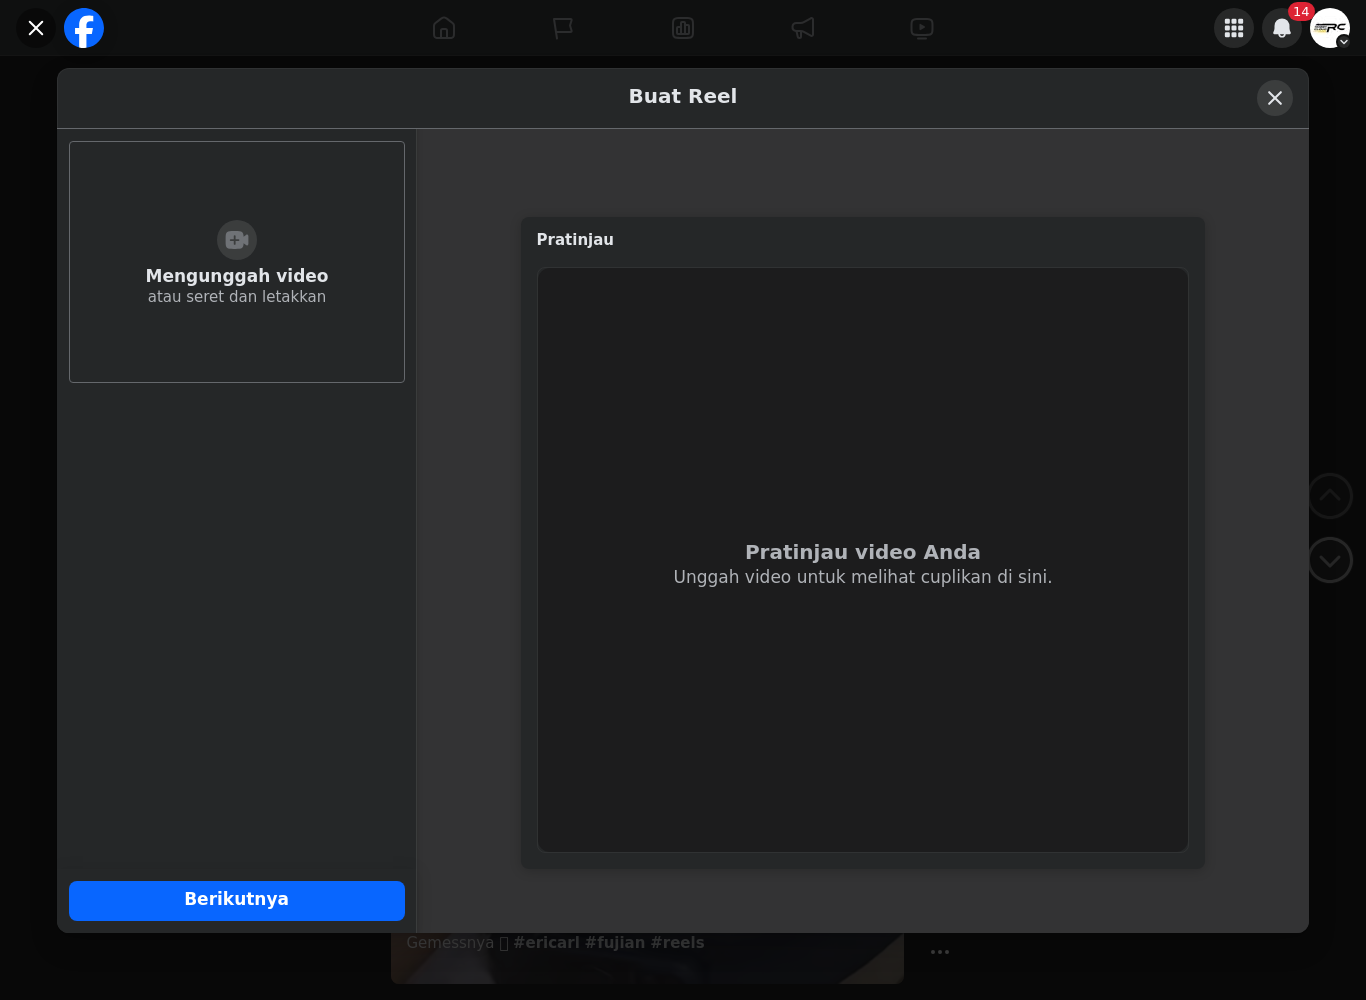 14
RC
Buat Reel
Mengunggah video
atau seret dan letakkan
Pratinjau
Pratinjau video Anda
Unggah video untuk melihat cuplikan di sini.
Berikutnya
Gemessnya #ericarl #fujian #reels